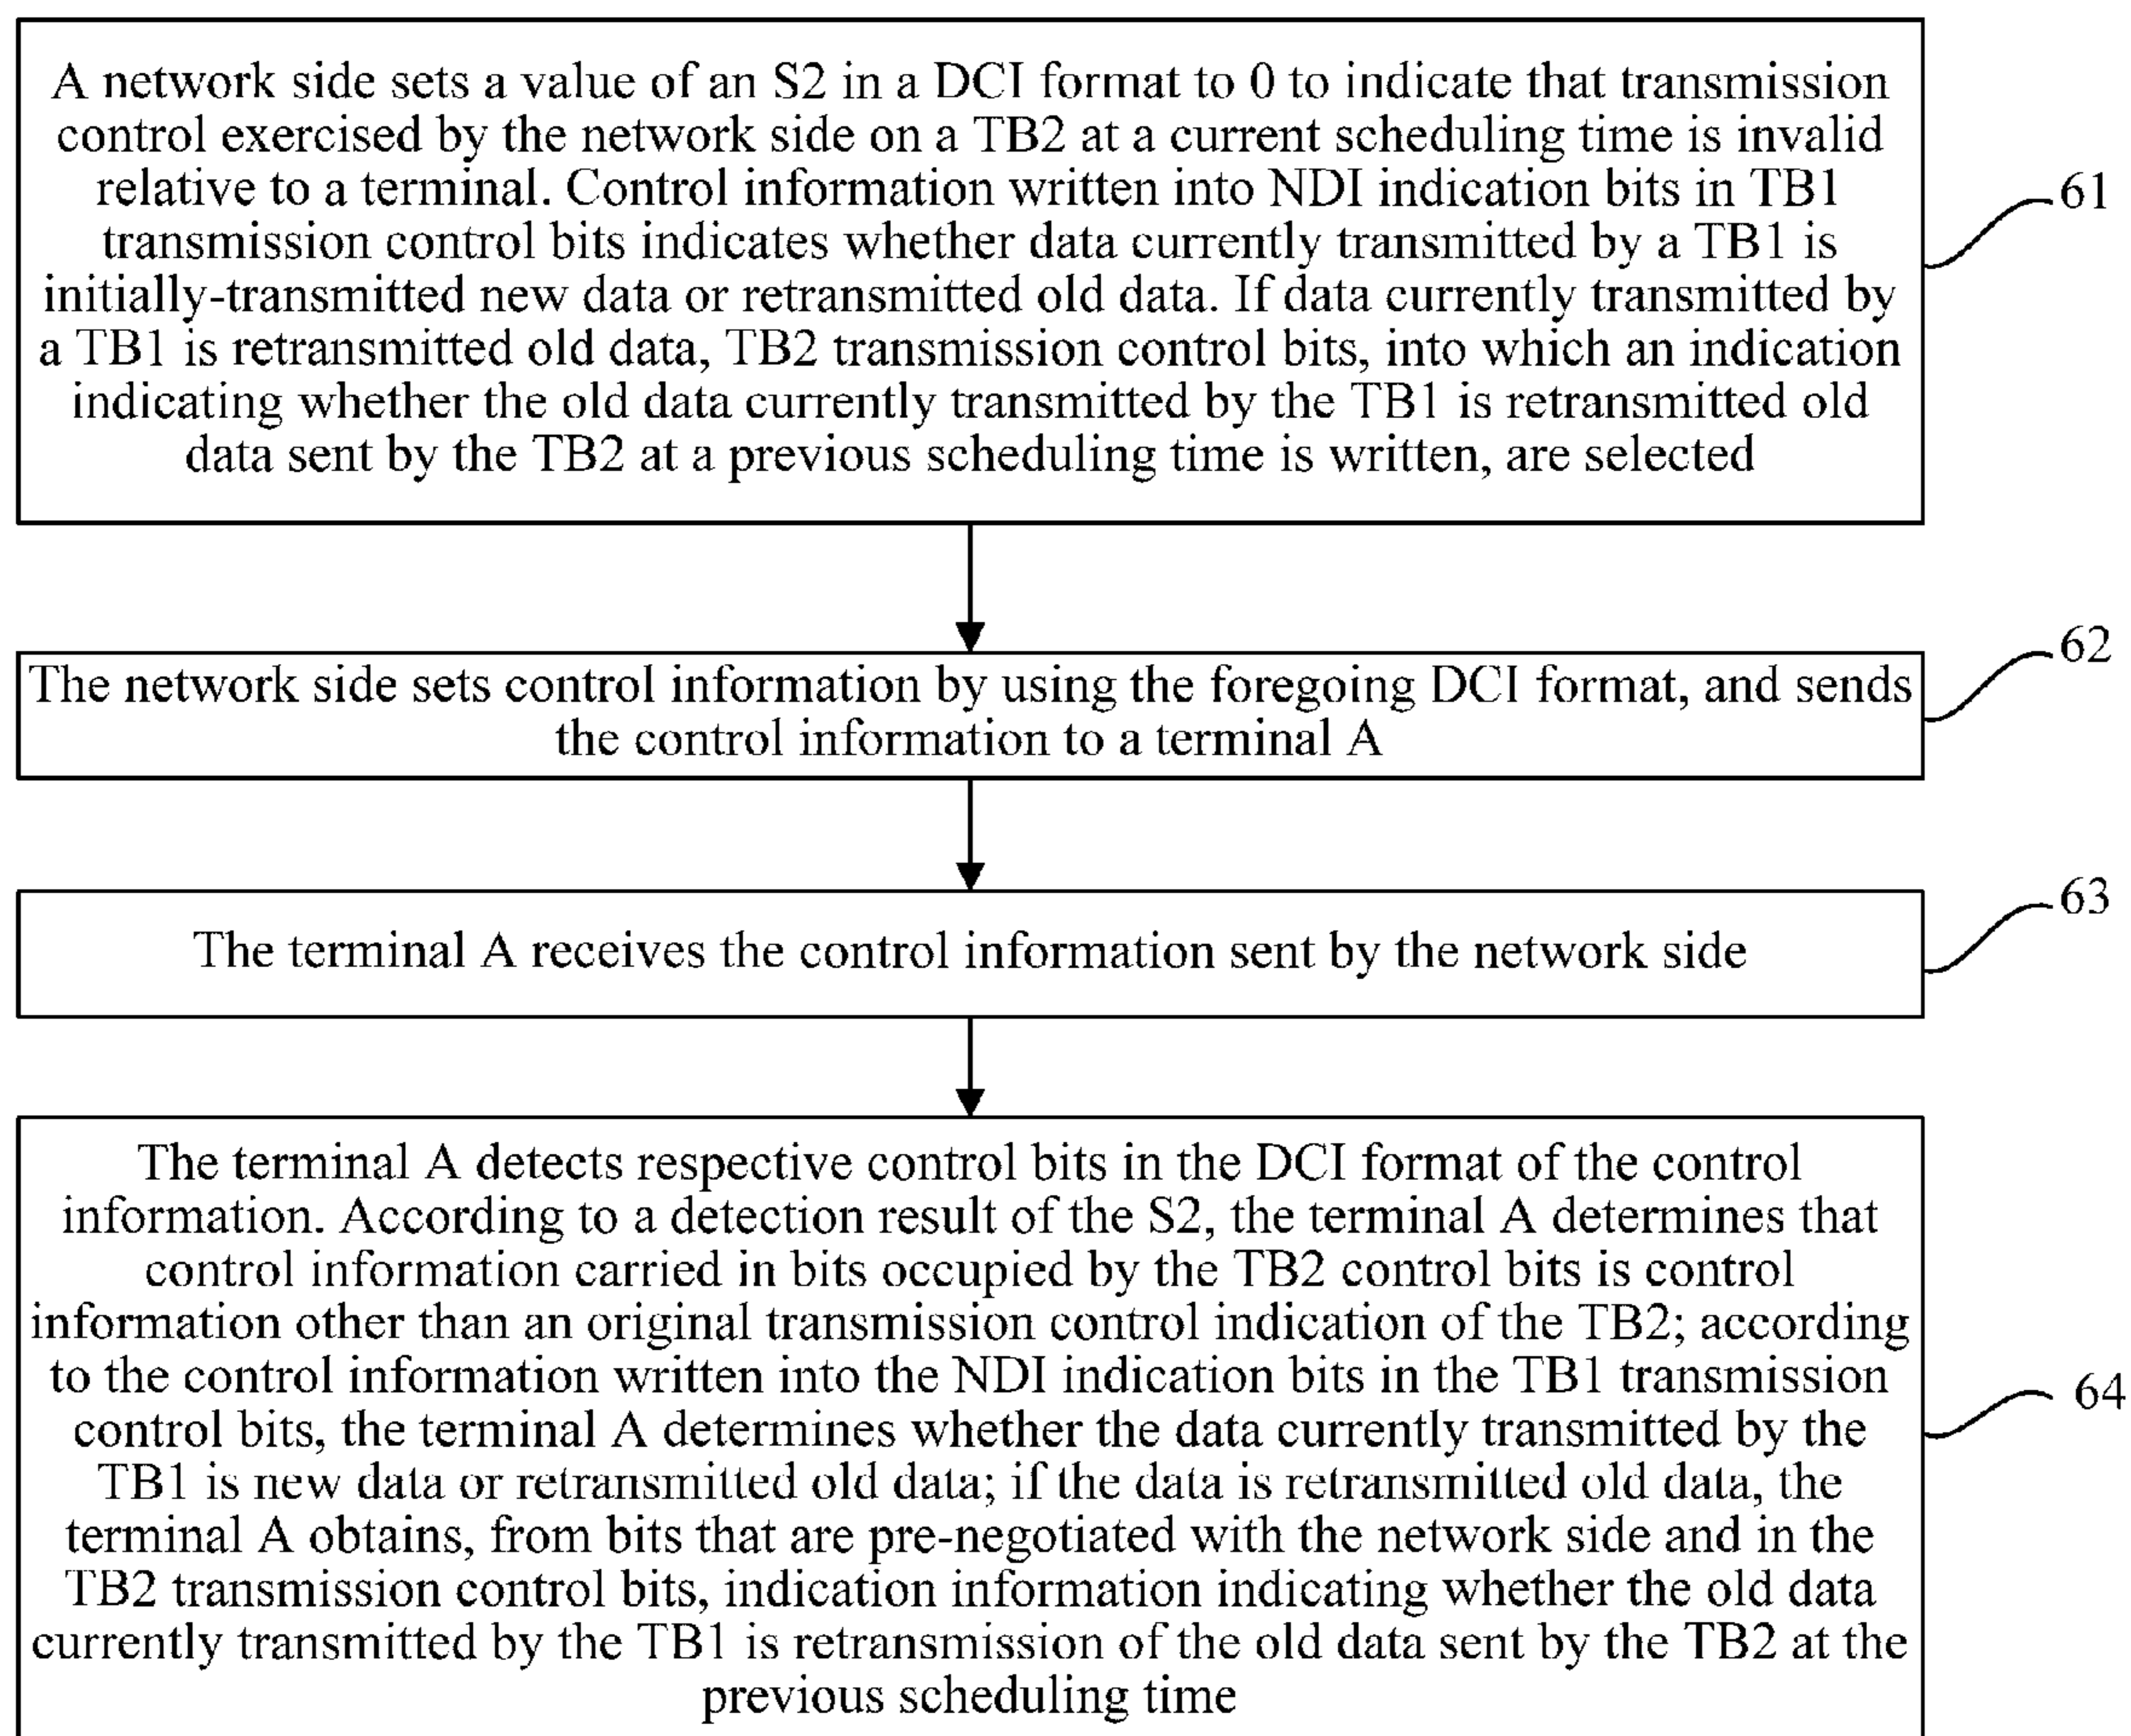 A network side sets a value of an S2 in a DCI format to 0 to indicate that transmission
control exercised by the network side on a TB2 at a current scheduling time is invalid
relative to a terminal. Control information written into NDI indication bits in TB1
transmission control bits indicates whether data currently transmitted by a TB1 is
initially-transmitted new data or retransmitted old data. If data currently transmitted by
a TB1 is retransmitted old data, TB2 transmission control bits, into which an indication
indicating whether the old data currently transmitted by the TB1 is retransmitted old
data sent by the TB2 at a previous scheduling time is written, are selected
61
The network side sets control information by using the foregoing DCI format, and sends
the control information to a terminal A
62
The terminal A receives the control information sent by the network side
63
The terminal A detects respective control bits in the DCI format of the control
information. According to a detection result of the S2, the terminal A determines that
control information carried in bits occupied by the TB2 control bits is control
information other than an original transmission control indication of the TB2; according
to the control information written into the NDI indication bits in the TB1 transmission
control bits, the terminal A determines whether the data currently transmitted by the
TB1 is new data or retransmitted old data; if the data is retransmitted old data, the
terminal A obtains, from bits that are pre-negotiated with the network side and in the
TB2 transmission control bits, indication information indicating whether the old data
currently transmitted by the TB1 is retransmission of the old data sent by the TB2 at the
previous scheduling time
64